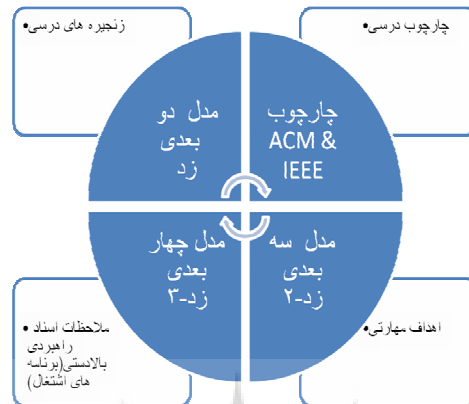 چارچوب درسی•
زنجیره های درسی•
چارچوب
ACM &
IEEE
مدل دو
بعدی
زد
مدل سه
بعدی
زد-۲
مدل چهار
بعدی
زد-۳
اهداف مهارتی•
ملاحظات اسناد •
راهبردی
بالادستی(برنامه
های اشتغال)